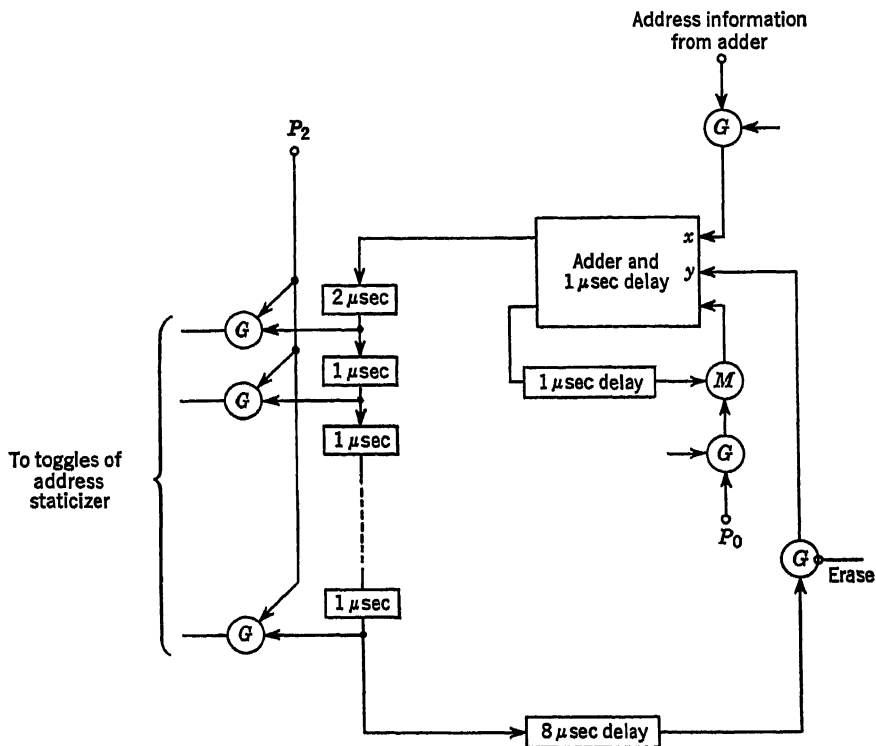 Address information
from adder
G
P2
x
Adder and
1 μsec delay
y
2 μsec
G
1 μsec
G
1 μsec delay
M
1 μsec
G
To toggles of
address
staticizer
P0
G
Erase
1 μsec
G
8 μsec delay